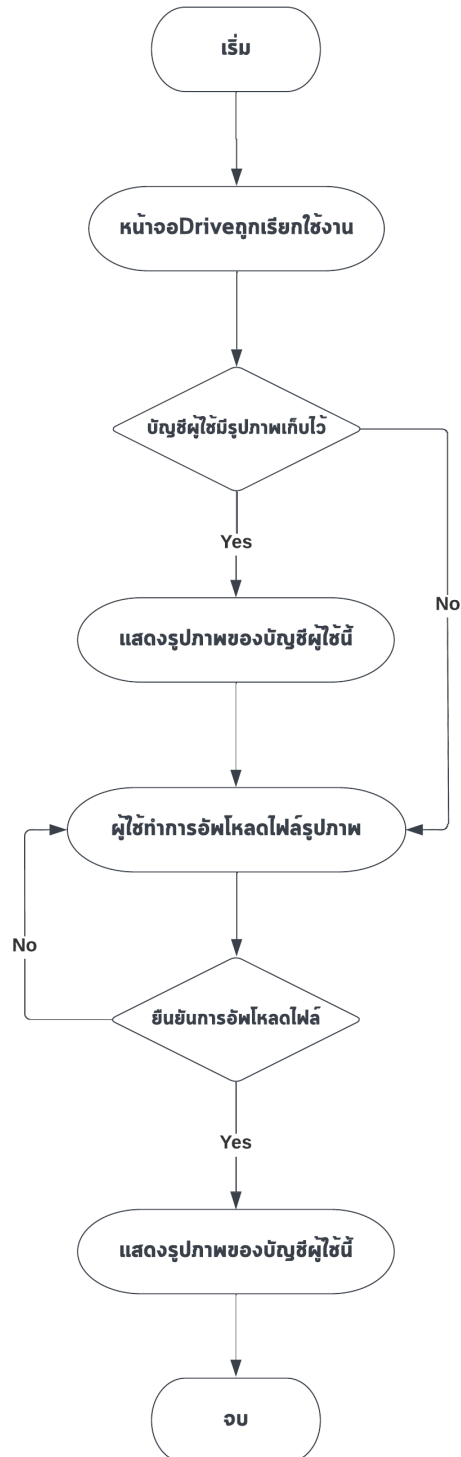 เริ่ม
หน้าจอDriveถูกเรียกใช้งาน
บัญชีผู้ใช้มีรูปภาพเก็บไว้
Yes
No
แสดงรูปภาพของบัญชีผู้ใช้นี้
ผู้ใช้ทำการอัพโหลดไฟล์รูปภาพ
No
ยืนยันการอัพโหลดไฟล์
Yes
แสดงรูปภาพของบัญชีผู้ใช้นี้
จบ